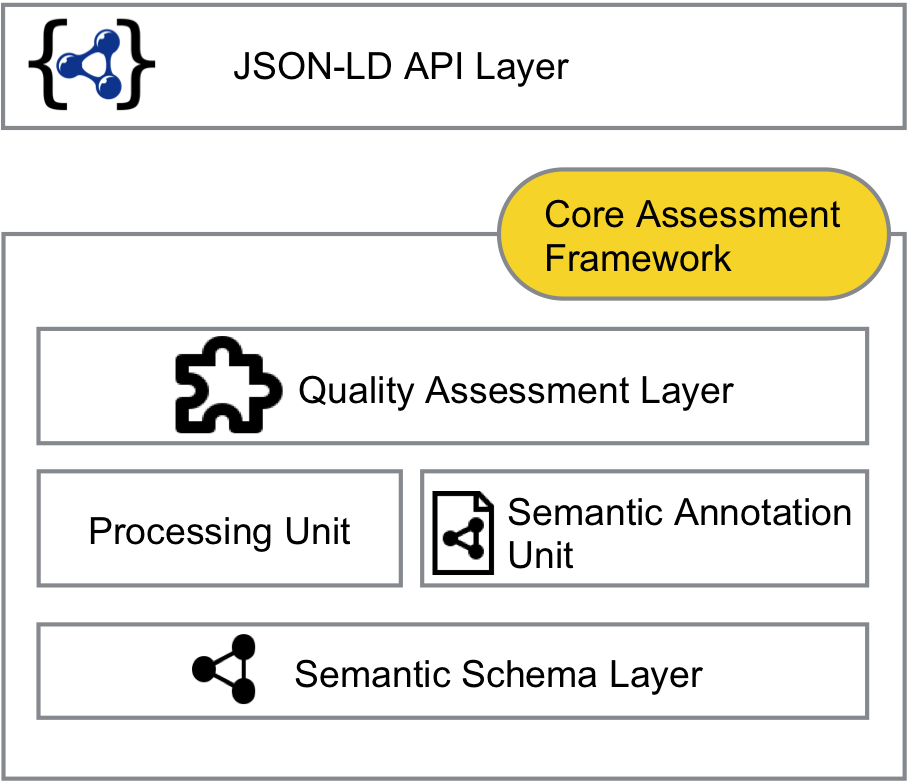 JSON-LD API Layer
Core Assessment
Framework
Quality Assessment Layer
Processing Unit
Semantic Annotation
Unit
Semantic Schema Layer